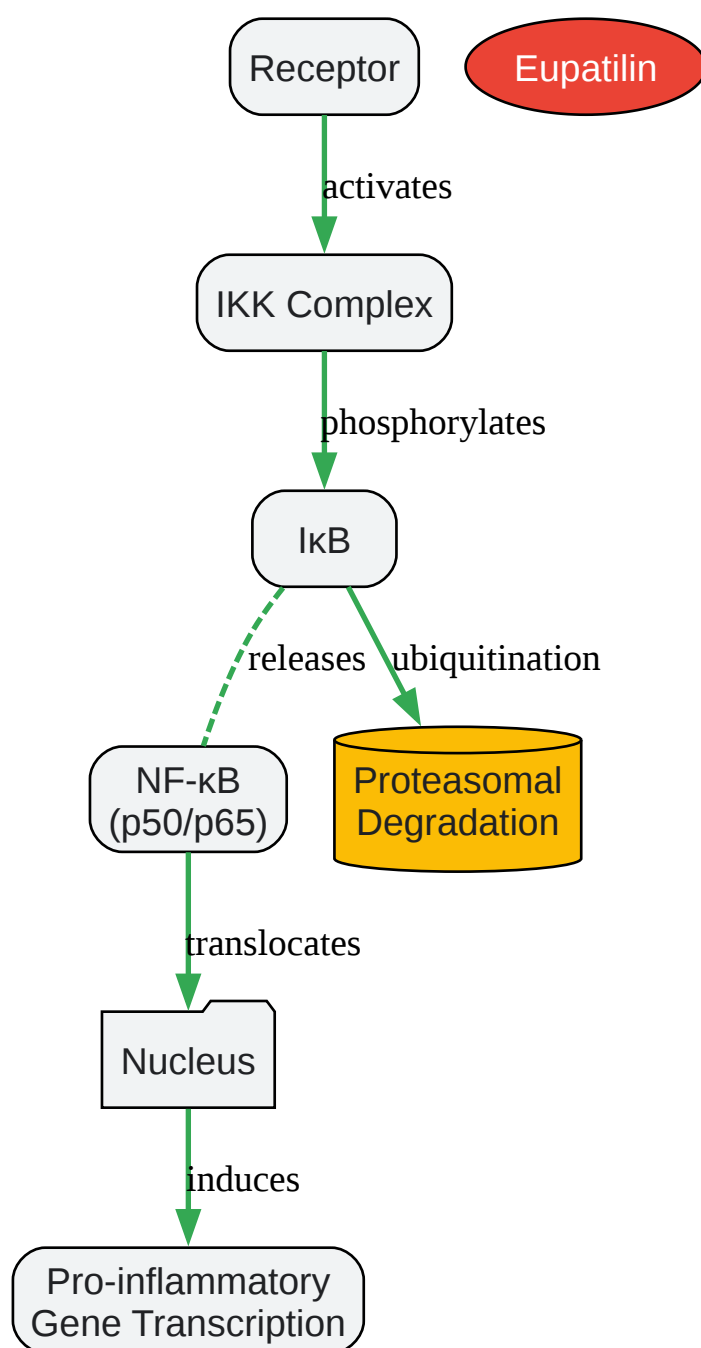 Receptor
Eupatilin
activates
IKK Complex
phosphorylates
IκB
releases
ubiquitination
NF-κB
(p50/p65)
Proteasomal
Degradation
translocates
Nucleus
induces
Pro-inflammatory
Gene Transcription